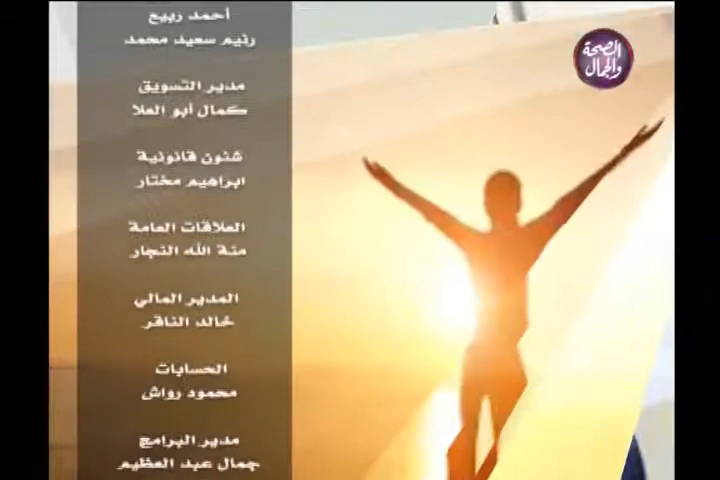 أحمد ربيع
رنيم سعيد محمد
مدير التسويق
كمال أبو العلا
شئون قانونية
ابراهيم مختار
العلاقات العامة
منة الله النجار
المدير المالي
خالد الناقر
الحسابات
محمود رواش
مدير البرامج
جمال عبد العظيم
الصحة
والجمال